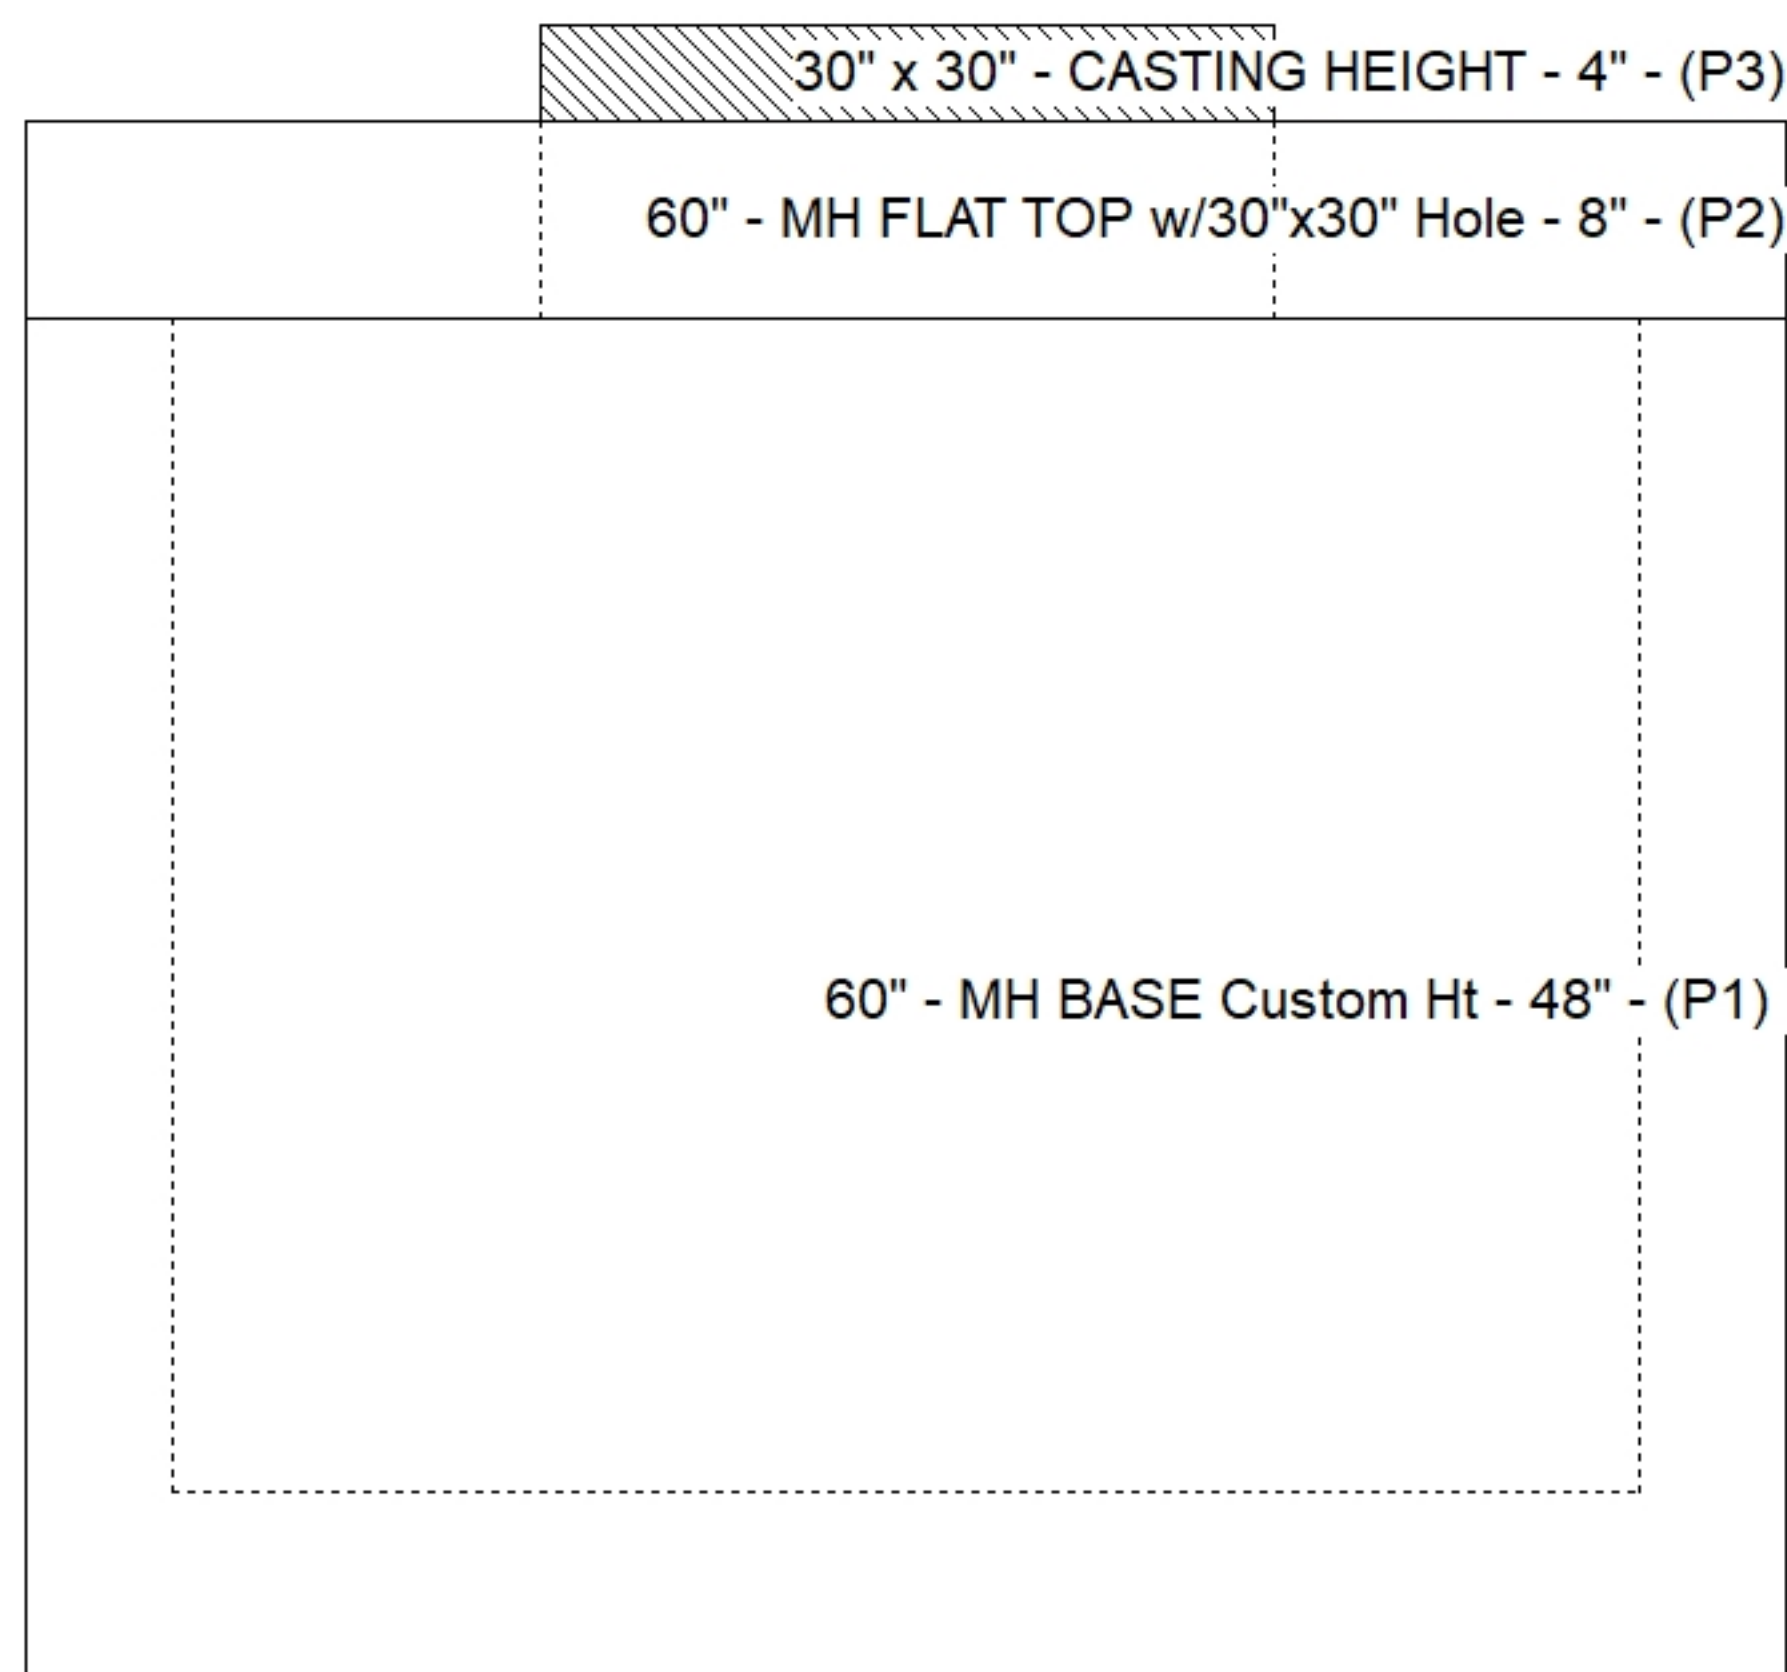 30" x 30" - CASTING HEIGHT - 4" - (P3)
60" - MH FLAT TOP w/30"x30" Hole - 8" - (P2)
60" - MH BASE Custom Ht - 48" - (P1)